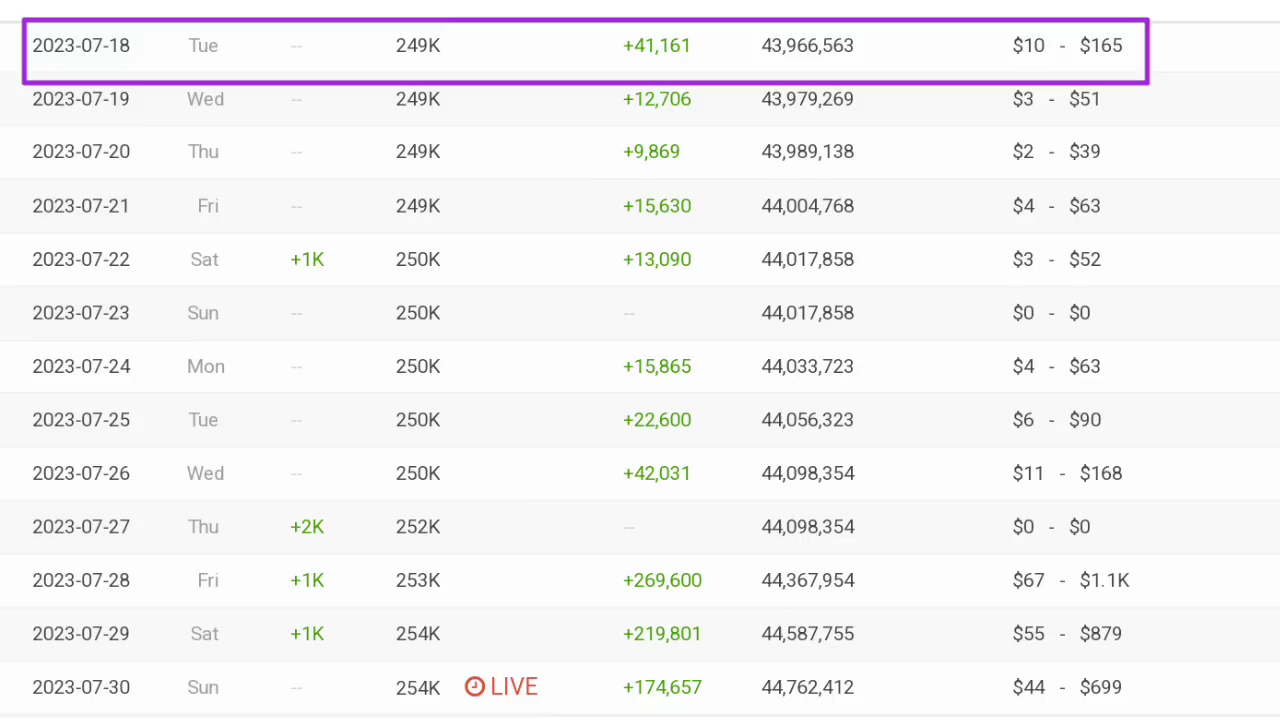 2023-07-18 Tue -- 249K +41,161 43,966,563 $10 - $165
2023-07-19 Wed -- 249K +12,706 43,979,269 $3 - $51
2023-07-20 Thu -- 249K +9,869 43,989,138 $2 - $39
2023-07-21 Fri -- 249K +15,630 44,004,768 $4 - $63
2023-07-22 Sat +1K 250K +13,090 44,017,858 $3 - $52
2023-07-23 Sun -- 250K -- 44,017,858 $0 - $0
2023-07-24 Mon -- 250K +15,865 44,033,723 $4 - $63
2023-07-25 Tue -- 250K +22,600 44,056,323 $6 - $90
2023-07-26 Wed -- 250K +42,031 44,098,354 $11 - $168
2023-07-27 Thu +2K 252K -- 44,098,354 $0 - $0
2023-07-28 Fri +1K 253K +269,600 44,367,954 $67 - $1.1K
2023-07-29 Sat +1K 254K +219,801 44,587,755 $55 - $879
2023-07-30 Sun -- 254K LIVE +174,657 44,762,412 $44 - $699